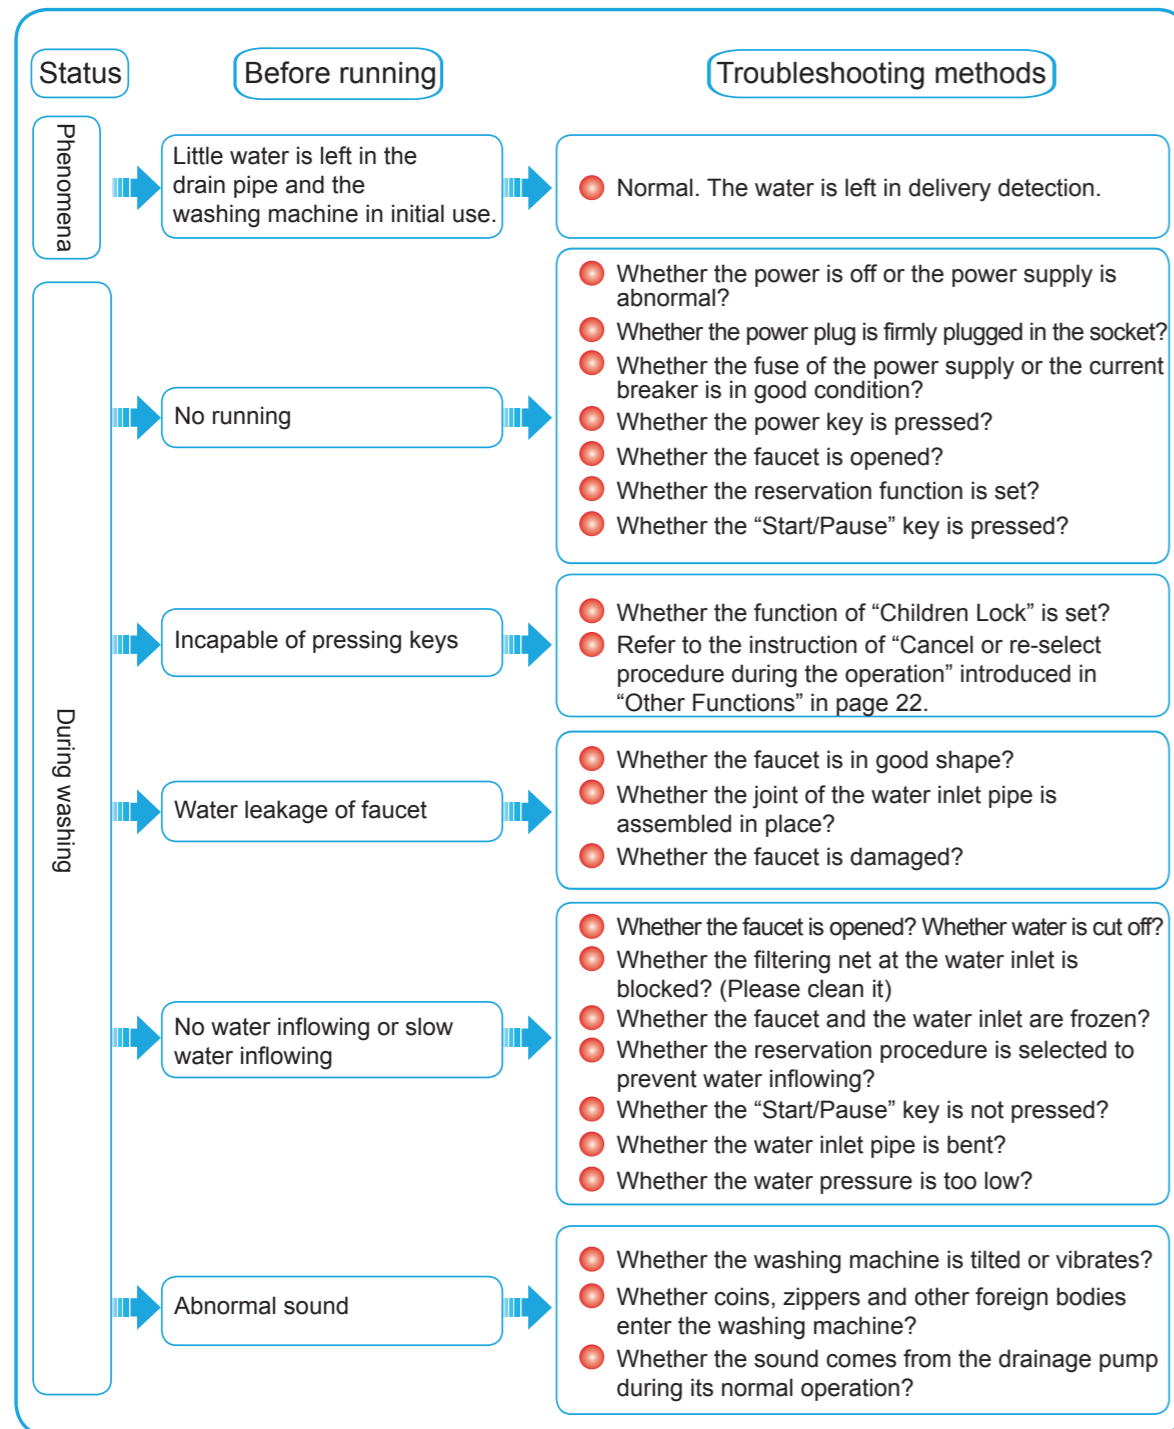 Status
Before running
Troubleshooting methods
Phenomena
Little water is left in the
drain pipe and the
washing machine in initial use.
Normal. The water is left in delivery detection.
During washing
No running
Whether the power is off or the power supply is
abnormal?
Whether the power plug is firmly plugged in the socket?
Whether the fuse of the power supply or the current
breaker is in good condition?
Whether the power key is pressed?
Whether the faucet is opened?
Whether the reservation function is set?
Whether the “Start/Pause” key is pressed?
Incapable of pressing keys
Whether the function of “Children Lock” is set?
Refer to the instruction of “Cancel or re-select
procedure during the operation” introduced in
“Other Functions” in page 22.
Water leakage of faucet
Whether the faucet is in good shape?
Whether the joint of the water inlet pipe is
assembled in place?
Whether the faucet is damaged?
No water inflowing or slow
water inflowing
Whether the faucet is opened? Whether water is cut off?
Whether the filtering net at the water inlet is
blocked? (Please clean it)
Whether the faucet and the water inlet are frozen?
Whether the reservation procedure is selected to
prevent water inflowing?
Whether the “Start/Pause” key is not pressed?
Whether the water inlet pipe is bent?
Whether the water pressure is too low?
Abnormal sound
Whether the washing machine is tilted or vibrates?
Whether coins, zippers and other foreign bodies
enter the washing machine?
Whether the sound comes from the drainage pump
during its normal operation?